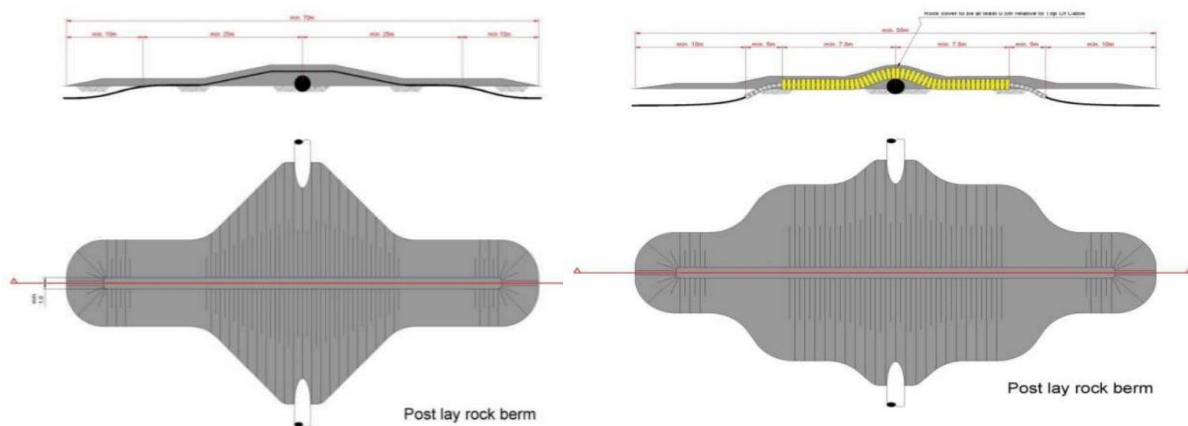 min. 70m
min. 10m
min. 25m
min. 25m
min. 10m
min
1.0
Post lay rock berm
Rock cover to be at least 0.5m relative to Top Of Cable
min. 10m
min. 5m
min. 7.5m
min. 7.5m
min. 5m
min. 10m
Post lay rock berm